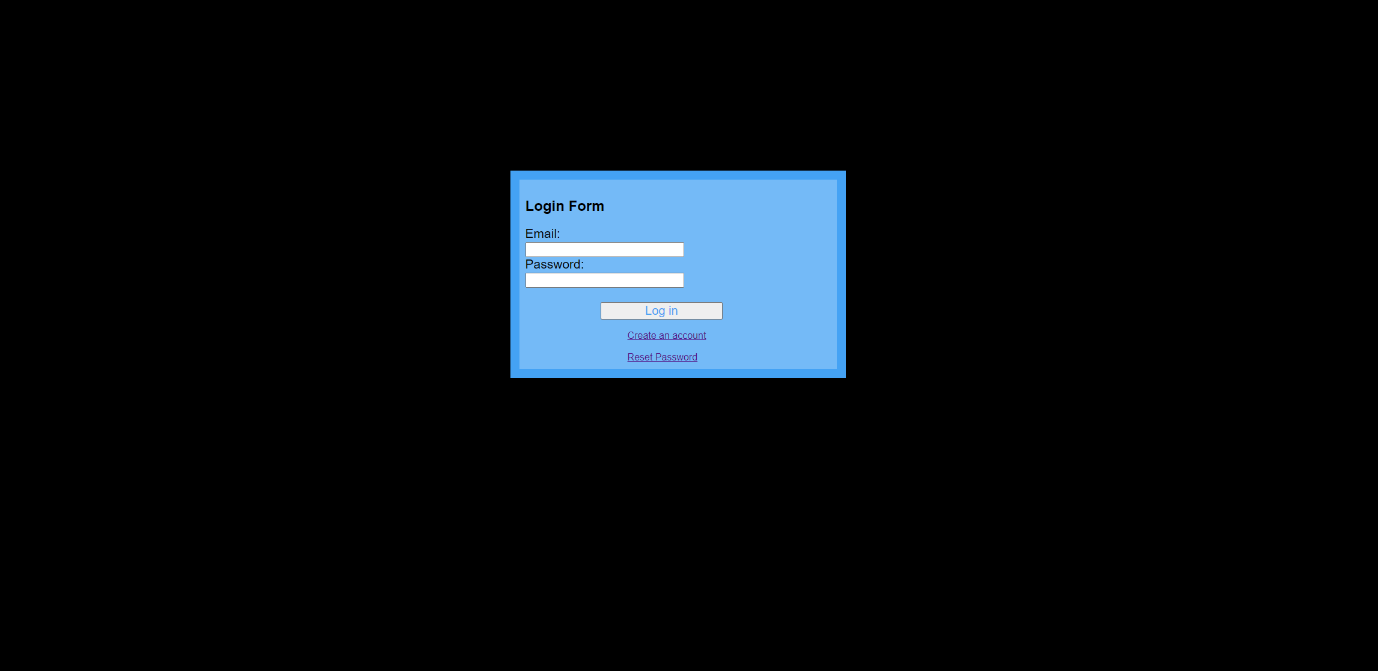 Login Form
Email:
Password:
Log in
Create an account
Reset Password